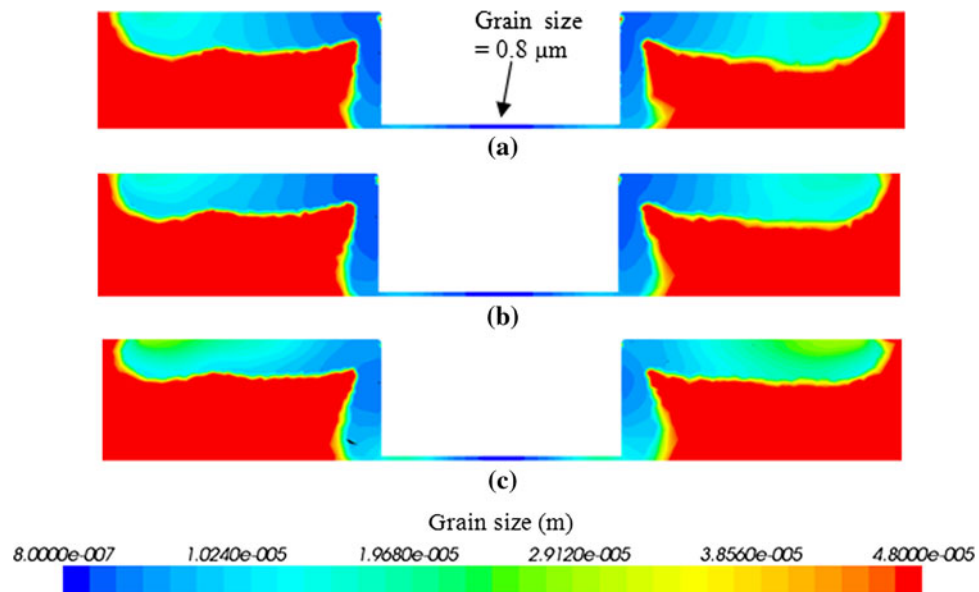 Grain size
= 0.8 µm
(a)
(b)
(c)
Grain size (m)
8.0000e-007 1.0240e-005 1.9680e-005 2.9120e-005 3.8560e-005 4.8000e-005